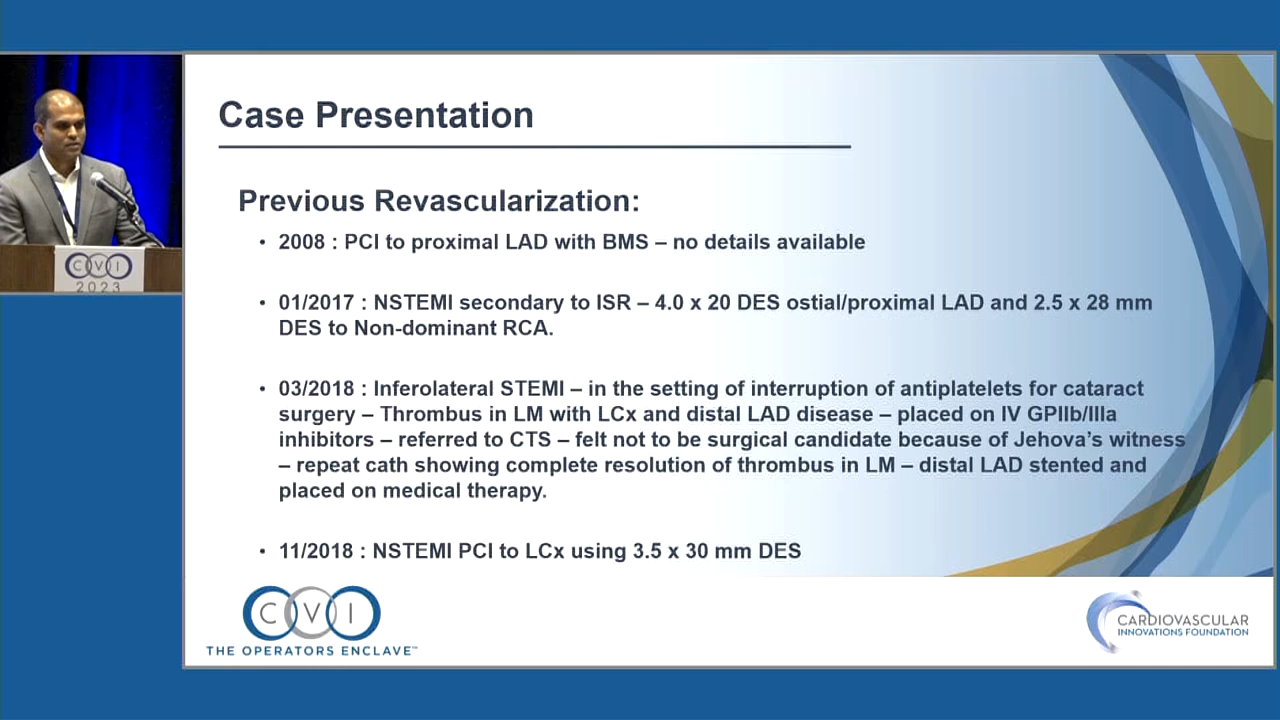 Case Presentation
Previous Revascularization:
• 2008 : PCI to proximal LAD with BMS – no details available
• 01/2017 : NSTEMI secondary to ISR – 4.0 x 20 DES ostial/proximal LAD and 2.5 x 28 mm
DES to Non-dominant RCA.
• 03/2018 : Inferolateral STEMI – in the setting of interruption of antiplatelets for cataract
surgery – Thrombus in LM with LCx and distal LAD disease – placed on IV GPIIb/IIIa
inhibitors – referred to CTS – felt not to be surgical candidate because of Jehova’s witness
– repeat cath showing complete resolution of thrombus in LM – distal LAD stented and
placed on medical therapy.
• 11/2018 : NSTEMI PCI to LCx using 3.5 x 30 mm DES
CVI
2023
CVI
THE OPERATORS ENCLAVE™
CARDIOVASCULAR
INNOVATIONS FOUNDATION